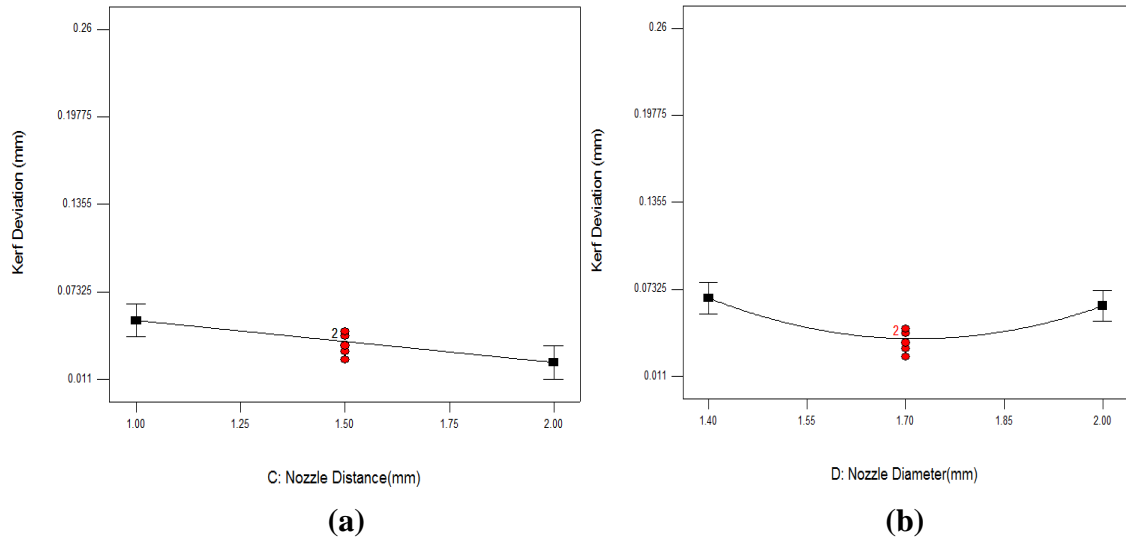 0.26
0.19775
0.1355
0.07325
0.011
Kerf Deviation (mm)
2
1.00 1.25 1.50 1.75 2.00
C: Nozzle Distance(mm)
(a)
0.26
0.19775
0.1355
0.07325
0.011
Kerf Deviation (mm)
2
1.40 1.55 1.70 1.85 2.00
D: Nozzle Diameter(mm)
(b)